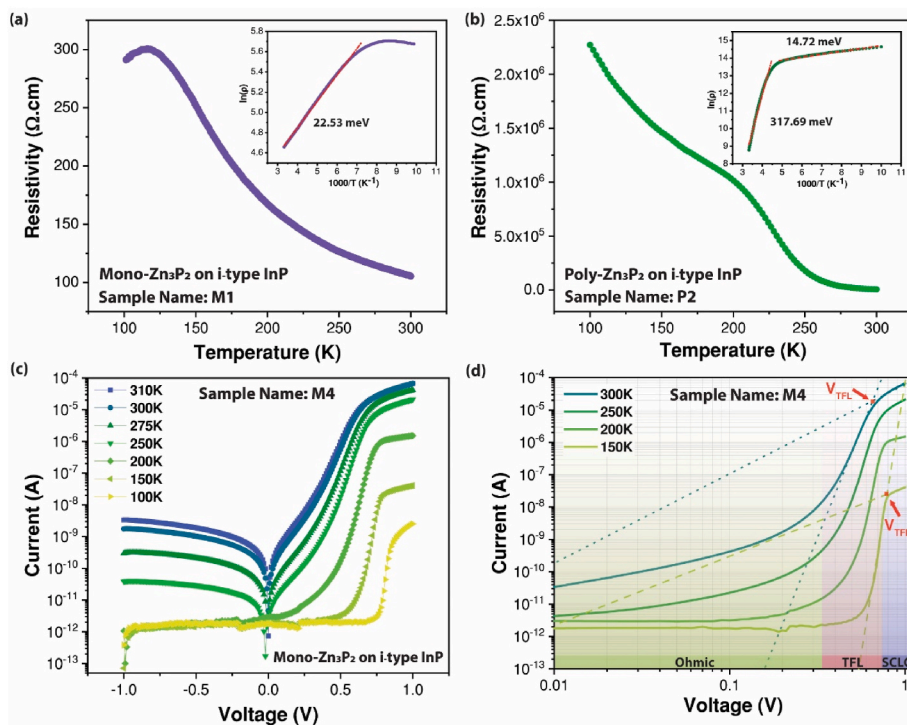 (a)
Resistivity (Ω.cm)
300
250
200
150
100
100 150 200 250 300
Temperature (K)
Mono-Zn₃P₂ on i-type InP
Sample Name: M1
ln(ρ)
5.8
5.6
5.4
5.2
5.0
4.8
4.6
3 4 5 6 7 8 9 10
1000/T (K⁻¹)
22.53 meV
(b)
Resistivity (Ω.cm)
2.5x10⁶
2.0x10⁶
1.5x10⁶
1.0x10⁶
5.0x10⁵
0.0
100 150 200 250 300
Temperature (K)
Poly-Zn₃P₂ on i-type InP
Sample Name: P2
ln(ρ)
15
14
13
12
11
10
9
8
3 4 5 6 7 8 9 10 11
1000/T (K⁻¹)
14.72 meV
317.69 meV
(c)
Current (A)
10⁻⁴
10⁻⁵
10⁻⁶
10⁻⁷
10⁻⁸
10⁻⁹
10⁻¹⁰
10⁻¹¹
10⁻¹²
10⁻¹³
-1.0 -0.5 0.0 0.5 1.0
Voltage (V)
Sample Name: M4
310K
300K
275K
250K
200K
150K
100K
Mono-Zn₃P₂ on i-type InP
(d)
Current (A)
10⁻⁴
10⁻⁵
10⁻⁶
10⁻⁷
10⁻⁸
10⁻⁹
10⁻¹⁰
10⁻¹¹
10⁻¹²
10⁻¹³
0.01 0.1 1
Voltage (V)
Sample Name: M4
300K
250K
200K
150K
V_TFL
V_TFL
Ohmic TFL SCLC